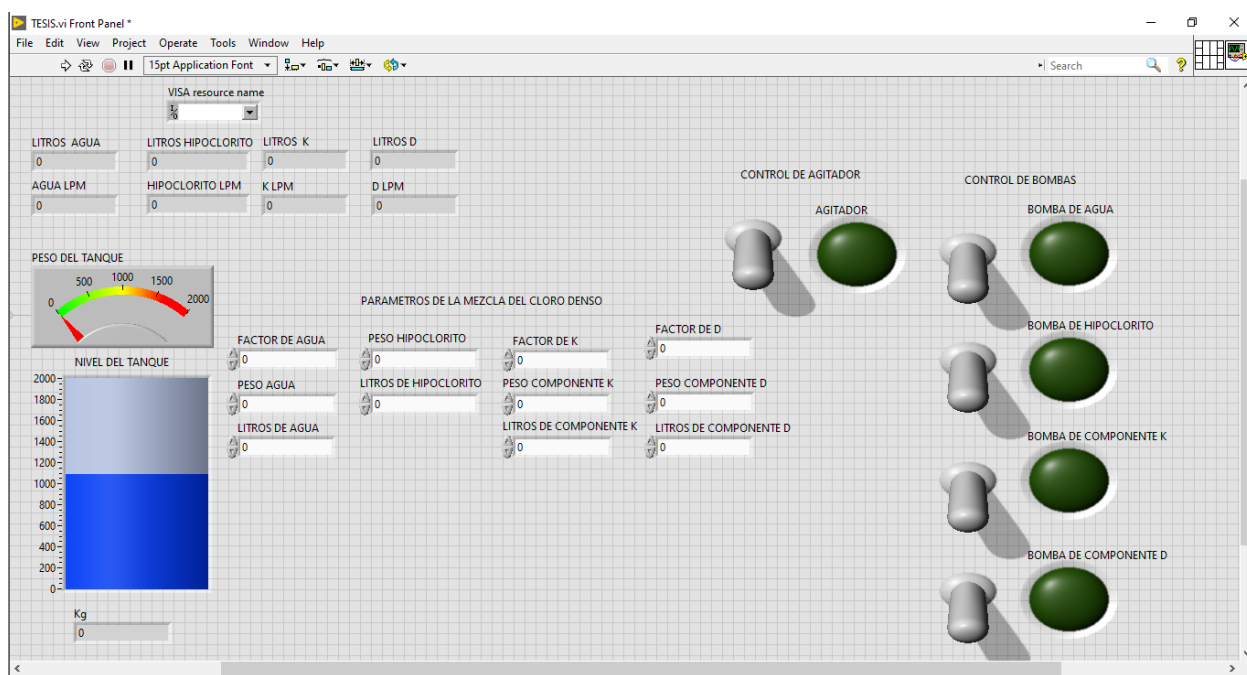 TESIS.vi Front Panel *
File Edit View Project Operate Tools Window Help
15pt Application Font
Search
VISA resource name
LITROS AGUA LITROS HIPOCLORITO LITROS K LITROS D
0 0 0 0
AGUA LPM HIPOCLORITO LPM K LPM D LPM
0 0 0 0
PESO DEL TANQUE
0 500 1000 1500 2000
NIVEL DEL TANQUE
2000
1800
1600
1400
1200
1000
800
600
400
200
0
Kg
0
PARAMETROS DE LA MEZCLA DEL CLORO DENSO
FACTOR DE AGUA PESO HIPOCLORITO FACTOR DE K FACTOR DE D
0 0 0 0
PESO AGUA LITROS DE HIPOCLORITO PESO COMPONENTE K PESO COMPONENTE D
0 0 0 0
LITROS DE AGUA LITROS DE COMPONENTE K LITROS DE COMPONENTE D
0 0 0
CONTROL DE AGITADOR
AGITADOR
CONTROL DE BOMBAS
BOMBA DE AGUA
BOMBA DE HIPOCLORITO
BOMBA DE COMPONENTE K
BOMBA DE COMPONENTE D